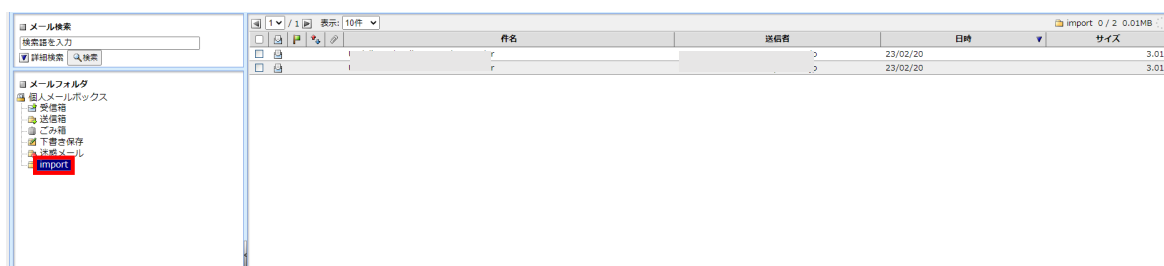 メール検索
検索語を入力
詳細検索 検索
メールフォルダ
個人メールボックス
受信箱
送信箱
ごみ箱
下書き保存
迷惑メール
import
1 / 1 表示: 10件
import 0 / 2 0.01MB
件名 送信者 日時 サイズ
23/02/20 3.01
23/02/20 3.01